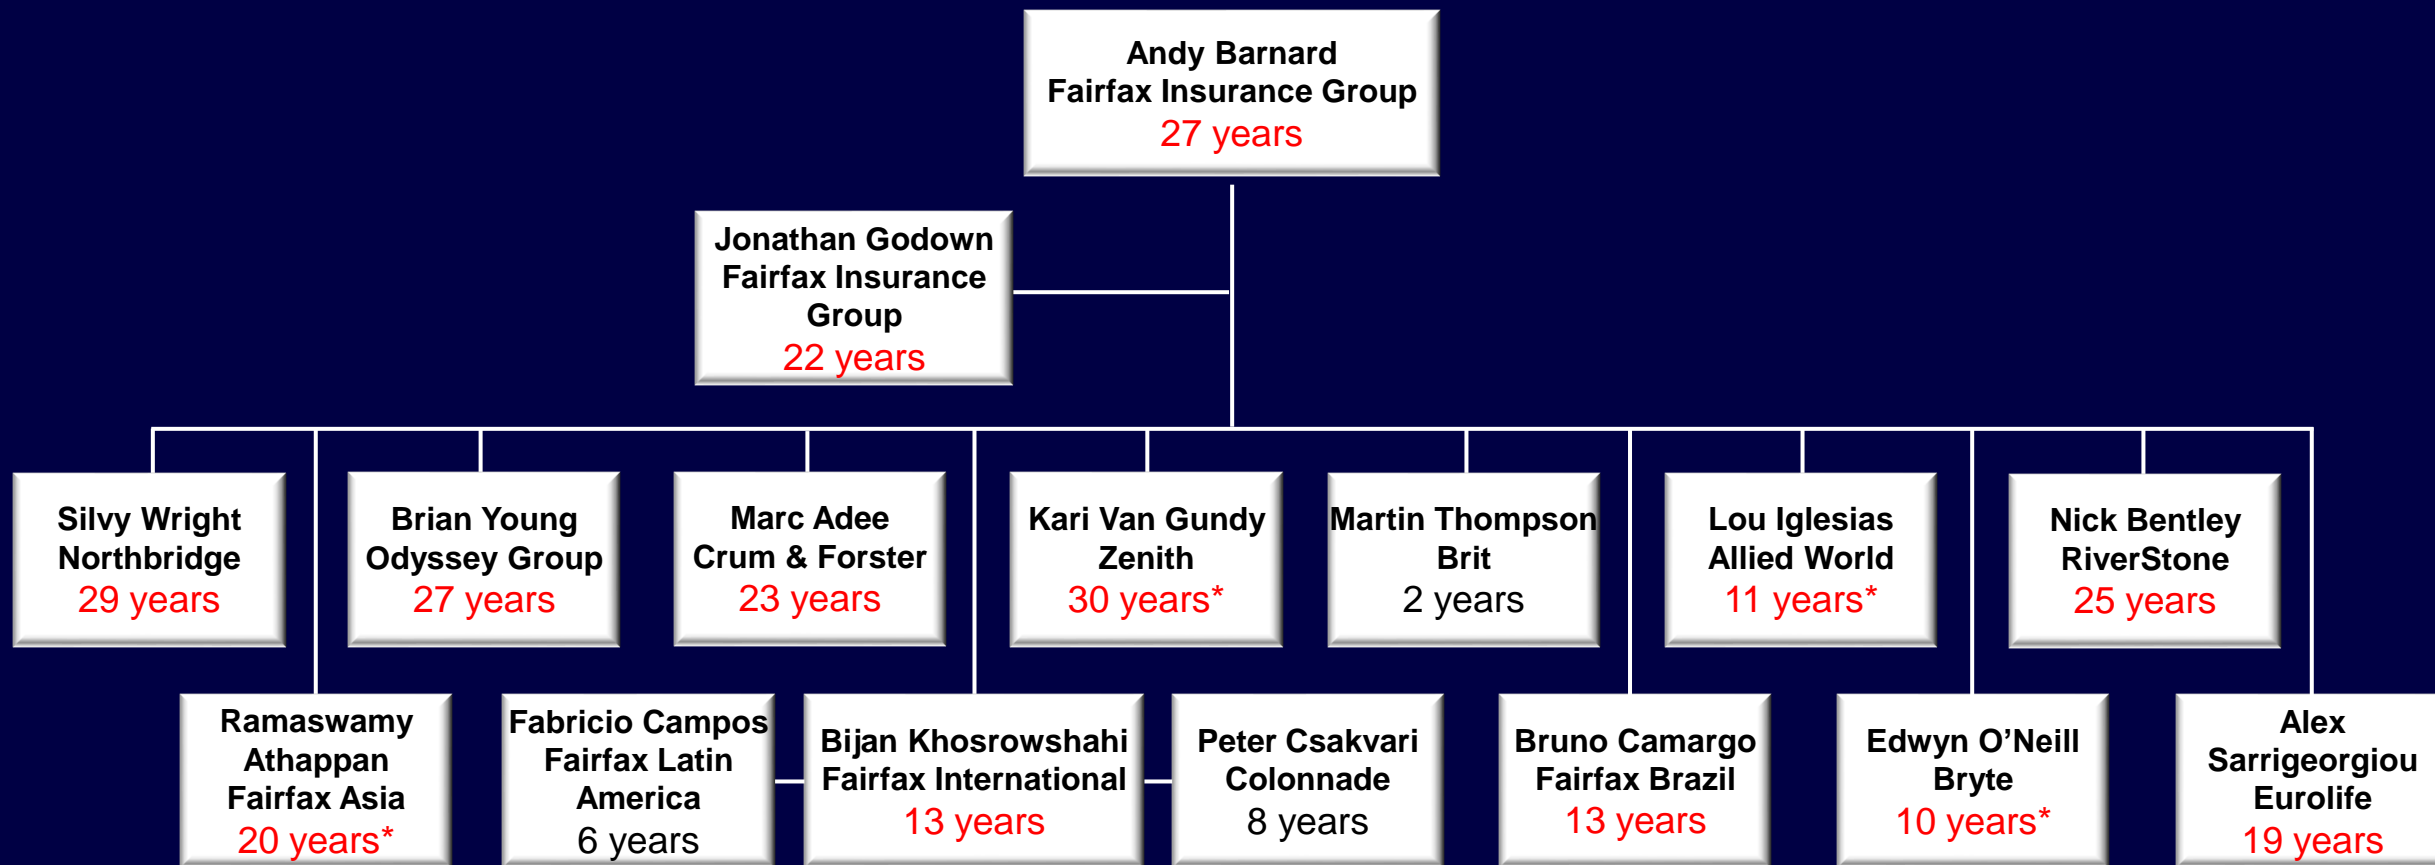 Andy Barnard
Fairfax Insurance Group
27 years
Jonathan Godown
Fairfax Insurance
Group
22 years
Silvy Wright
Northbridge
29 years
Brian Young
Odyssey Group
27 years
Marc Adee
Crum & Forster
23 years
Kari Van Gundy
Zenith
30 years*
Martin Thompson
Brit
2 years
Lou Iglesias
Allied World
11 years*
Nick Bentley
RiverStone
25 years
Ramaswamy
Athappan
Fairfax Asia
20 years*
Fabricio Campos
Fairfax Latin
America
6 years
Bijan Khosrowshahi
Fairfax International
13 years
Peter Csakvari
Colonnade
8 years
Bruno Camargo
Fairfax Brazil
13 years
Edwyn O’Neill
Bryte
10 years*
Alex
Sarrigeorgiou
Eurolife
19 years